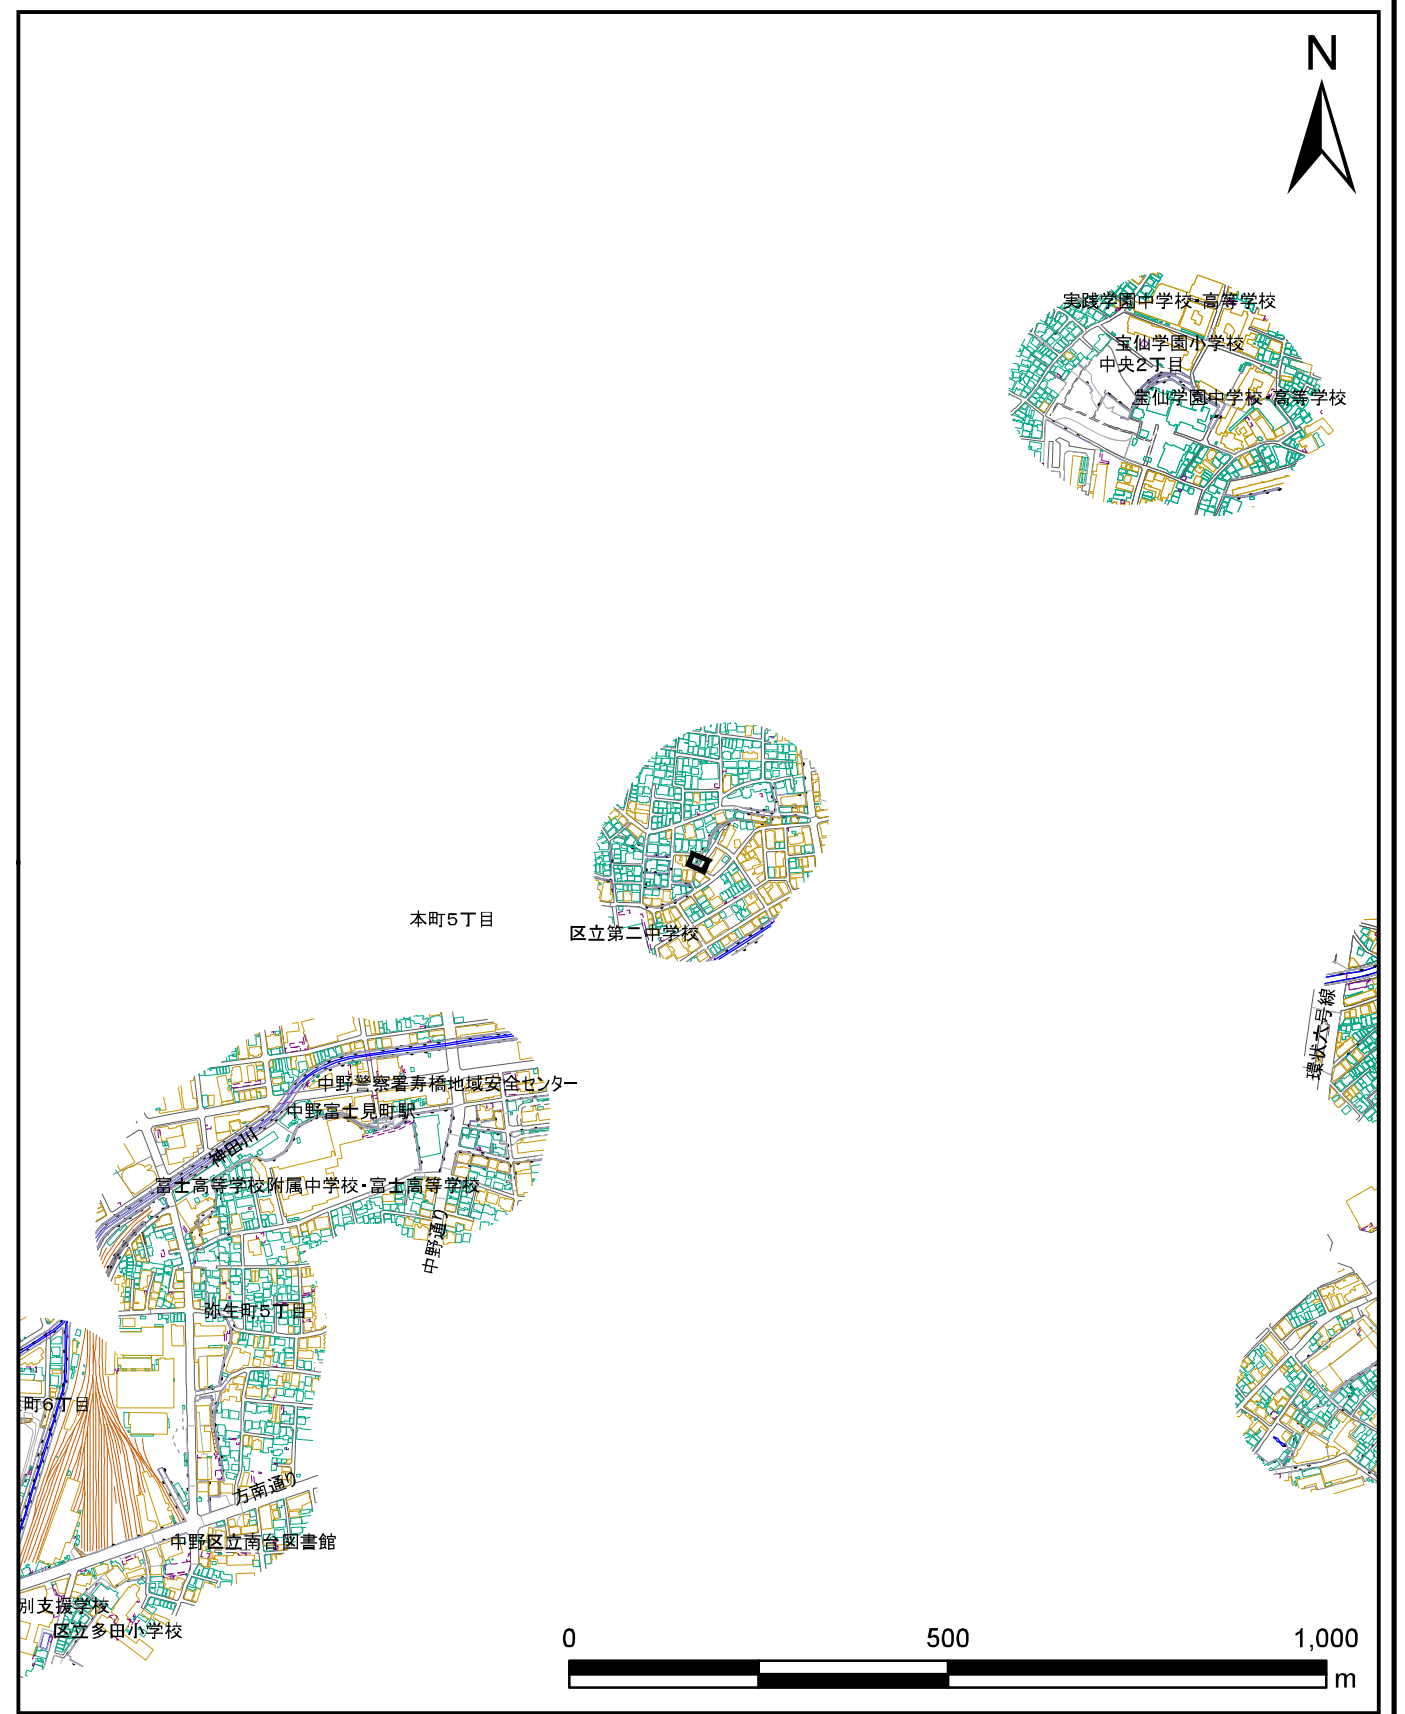 N
実践学園中学校・高等学校
宝仙学園小学校
中央2丁目
宝仙学園中学校・高等学校
本町5丁目
区立第二中学校
環状六号線
中野警察署寿橋地域安全センター
中野富士見町駅
神田川
富士高等学校附属中学校・富士高等学校
中野通り
弥生町5丁目
町6丁目
方南通り
中野区立南台図書館
別支援学校
区立多田小学校
0 500 1,000
m